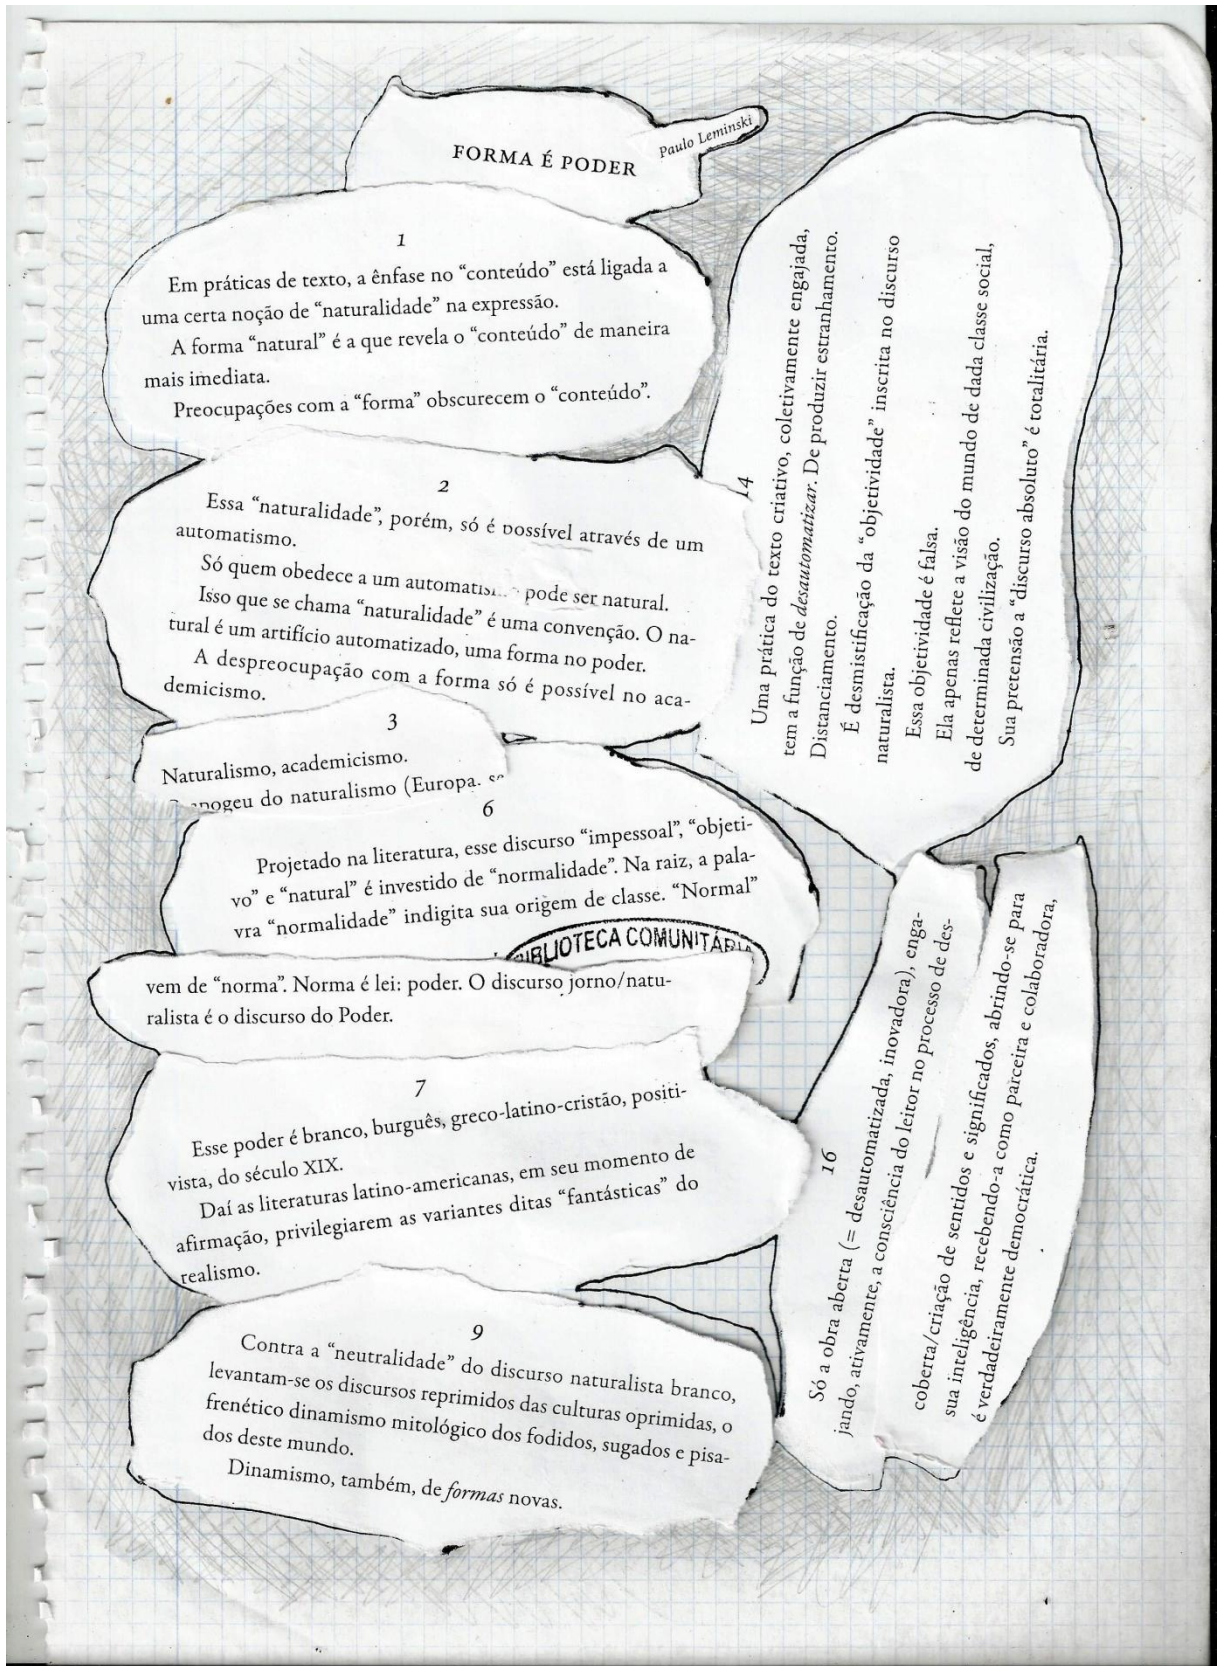 FORMA É PODER
Paulo Leminski
1
Em práticas de texto, a ênfase no “conteúdo” está ligada a
uma certa noção de “naturalidade” na expressão.
A forma “natural” é a que revela o “conteúdo” de maneira
mais imediata.
Preocupações com a “forma” obscurecem o “conteúdo”.
2
Essa “naturalidade”, porém, só é possível através de um
automatismo.
Só quem obedece a um pode ser natural.
Isso que se chama “naturalidade” é uma convenção. O na-
tural é um artifício automatizado, uma forma no poder.
A despreocupação com a forma só é possível no aca-
demicismo.
3
Naturalismo, academicismo.
apogeu do naturalismo (Europa.
6
Projetado na literatura, esse discurso “impessoal”, “objeti-
vo” e “natural” é investido de “normalidade”. Na raiz, a pala-
vra “normalidade” indigita sua origem de classe. “Normal”
BIBLIOTECA COMUNITÁRIA
vem de “norma”. Norma é lei: poder. O discurso jorno/natu-
ralista é o discurso do Poder.
7
Esse poder é branco, burguês, greco-latino-cristão, positi-
vista, do século XIX.
Daí as literaturas latino-americanas, em seu momento de
afirmação, privilegiarem as variantes ditas “fantásticas” do
realismo.
9
Contra a “neutralidade” do discurso naturalista branco,
levantam-se os discursos reprimidos das culturas oprimidas, o
frenético dinamismo mitológico dos fodidos, sugados e pisa-
dos deste mundo.
Dinamismo, também, de formas novas.
14
Uma prática do texto criativo, coletivamente engajada,
tem a função de desautomatizar. De produzir estranhamento.
Distanciamento.
É desmistificação da “objetividade” inscrita no discurso
naturalista.
Essa objetividade é falsa.
Ela apenas reflete a visão do mundo de dada classe social,
de determinada civilização.
Sua pretensão a “discurso absoluto” é totalitária.
16
Só a obra aberta (= desautomatizada, inovadora), enga-
jando, ativamente, a consciência do leitor no processo de des-
coberta/criação de sentidos e significados, abrindo-se para
sua inteligência, recebendo-a como parceira e colaboradora,
é verdadeiramente democrática.